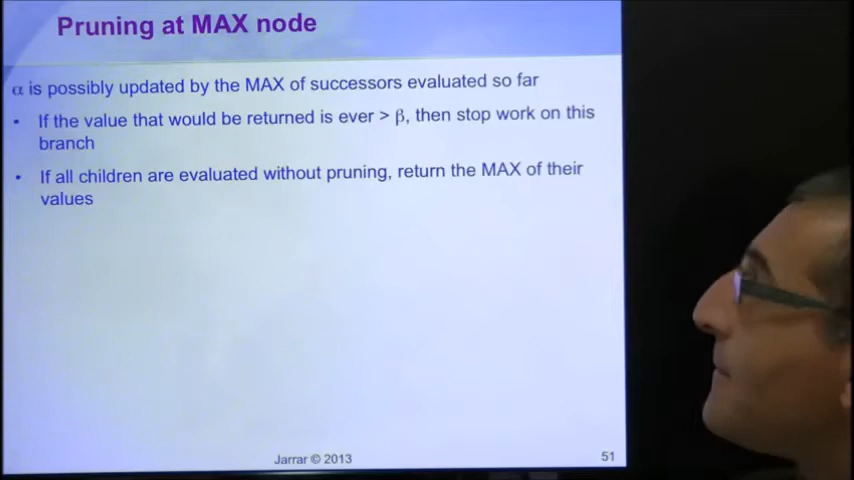 Pruning at MAX node
α is possibly updated by the MAX of successors evaluated so far
• If the value that would be returned is ever > β, then stop work on this
branch
• If all children are evaluated without pruning, return the MAX of their
values
Jarrar © 2013
51